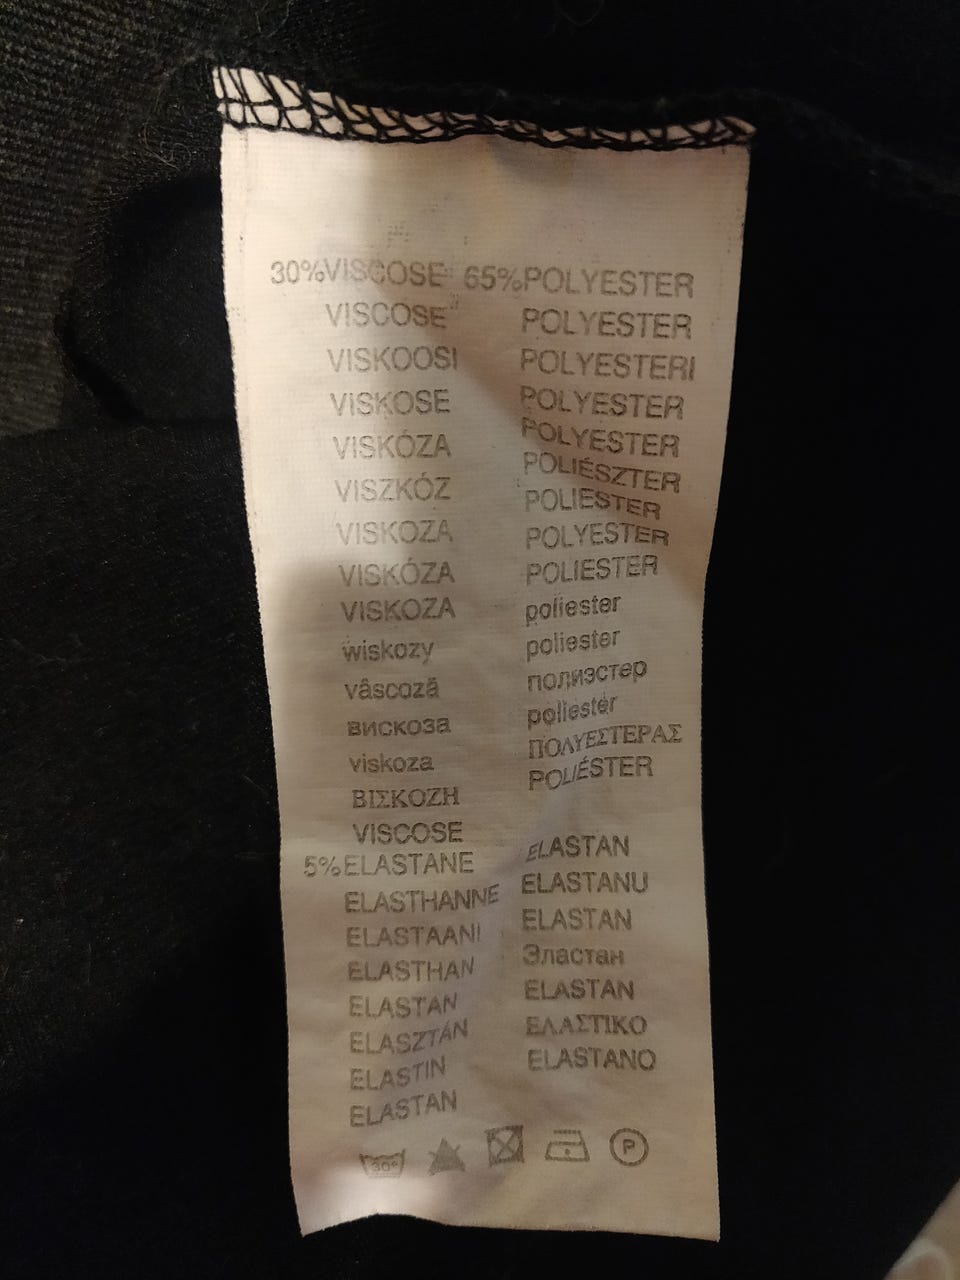 30%VISCOSE 65%POLYESTER
VISCOSE POLYESTER
VISKOOSI POLYESTERI
VISKOSE POLYESTER
VISKÓZA POLYESTER
VISZKÓZ POLIÉSZTER
VISKOZA POLIESTER
VISKÓZA POLYESTER
VISKOZA POLIESTER
wiskozy poliester
vâscoză poliester
вискоза полиэстер
viskoza poliester
ΒΙΣΚΟΖΗ ΠΟΛΥΕΣΤΕΡΑΣ
VISCOSE POLIÉSTER
5%ELASTANE ELASTAN
ELASTHANNE ELASTANU
ELASTAANI ELASTAN
ELASTHAN Эластан
ELASTAN ELASTAN
ELASZTÁN ΕΛΑΣΤΙΚΟ
ELASTIN ELASTANO
ELASTAN
30° P